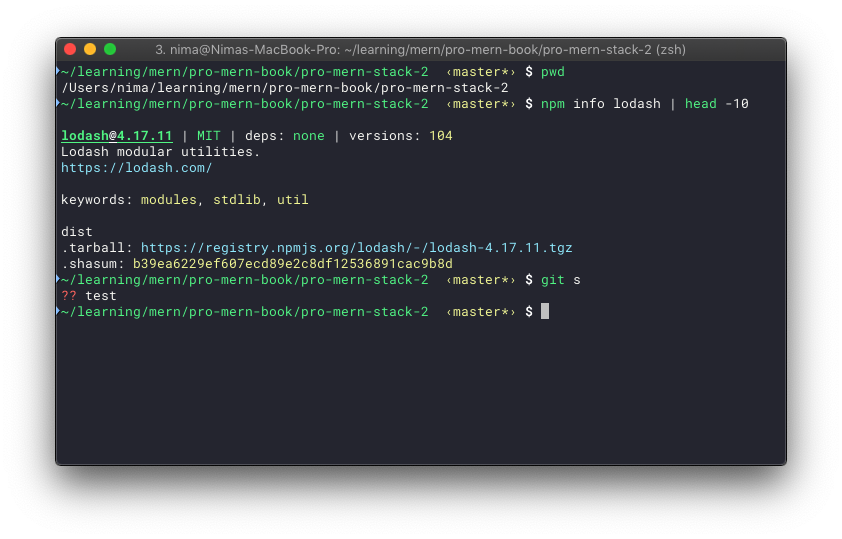 3. nima@Nimas-MacBook-Pro: ~/learning/mern/pro-mern-book/pro-mern-stack-2 (zsh)
~/learning/mern/pro-mern-book/pro-mern-stack-2 ‹master*› $ pwd
/Users/nima/learning/mern/pro-mern-book/pro-mern-stack-2
~/learning/mern/pro-mern-book/pro-mern-stack-2 ‹master*› $ npm info lodash | head -10
lodash@4.17.11 | MIT | deps: none | versions: 104
Lodash modular utilities.
https://lodash.com/
keywords: modules, stdlib, util
dist
.tarball: https://registry.npmjs.org/lodash/-/lodash-4.17.11.tgz
.shasum: b39ea6229ef607ecd89e2c8df12536891cac9b8d
~/learning/mern/pro-mern-book/pro-mern-stack-2 ‹master*› $ git s
?? test
~/learning/mern/pro-mern-book/pro-mern-stack-2 ‹master*› $